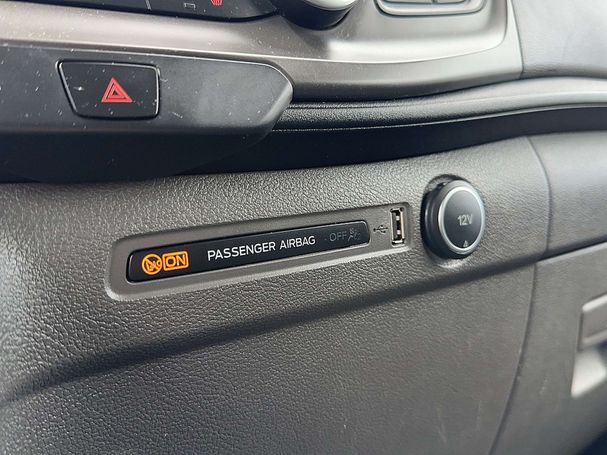 ON PASSENGER AIRBAG OFF
12V